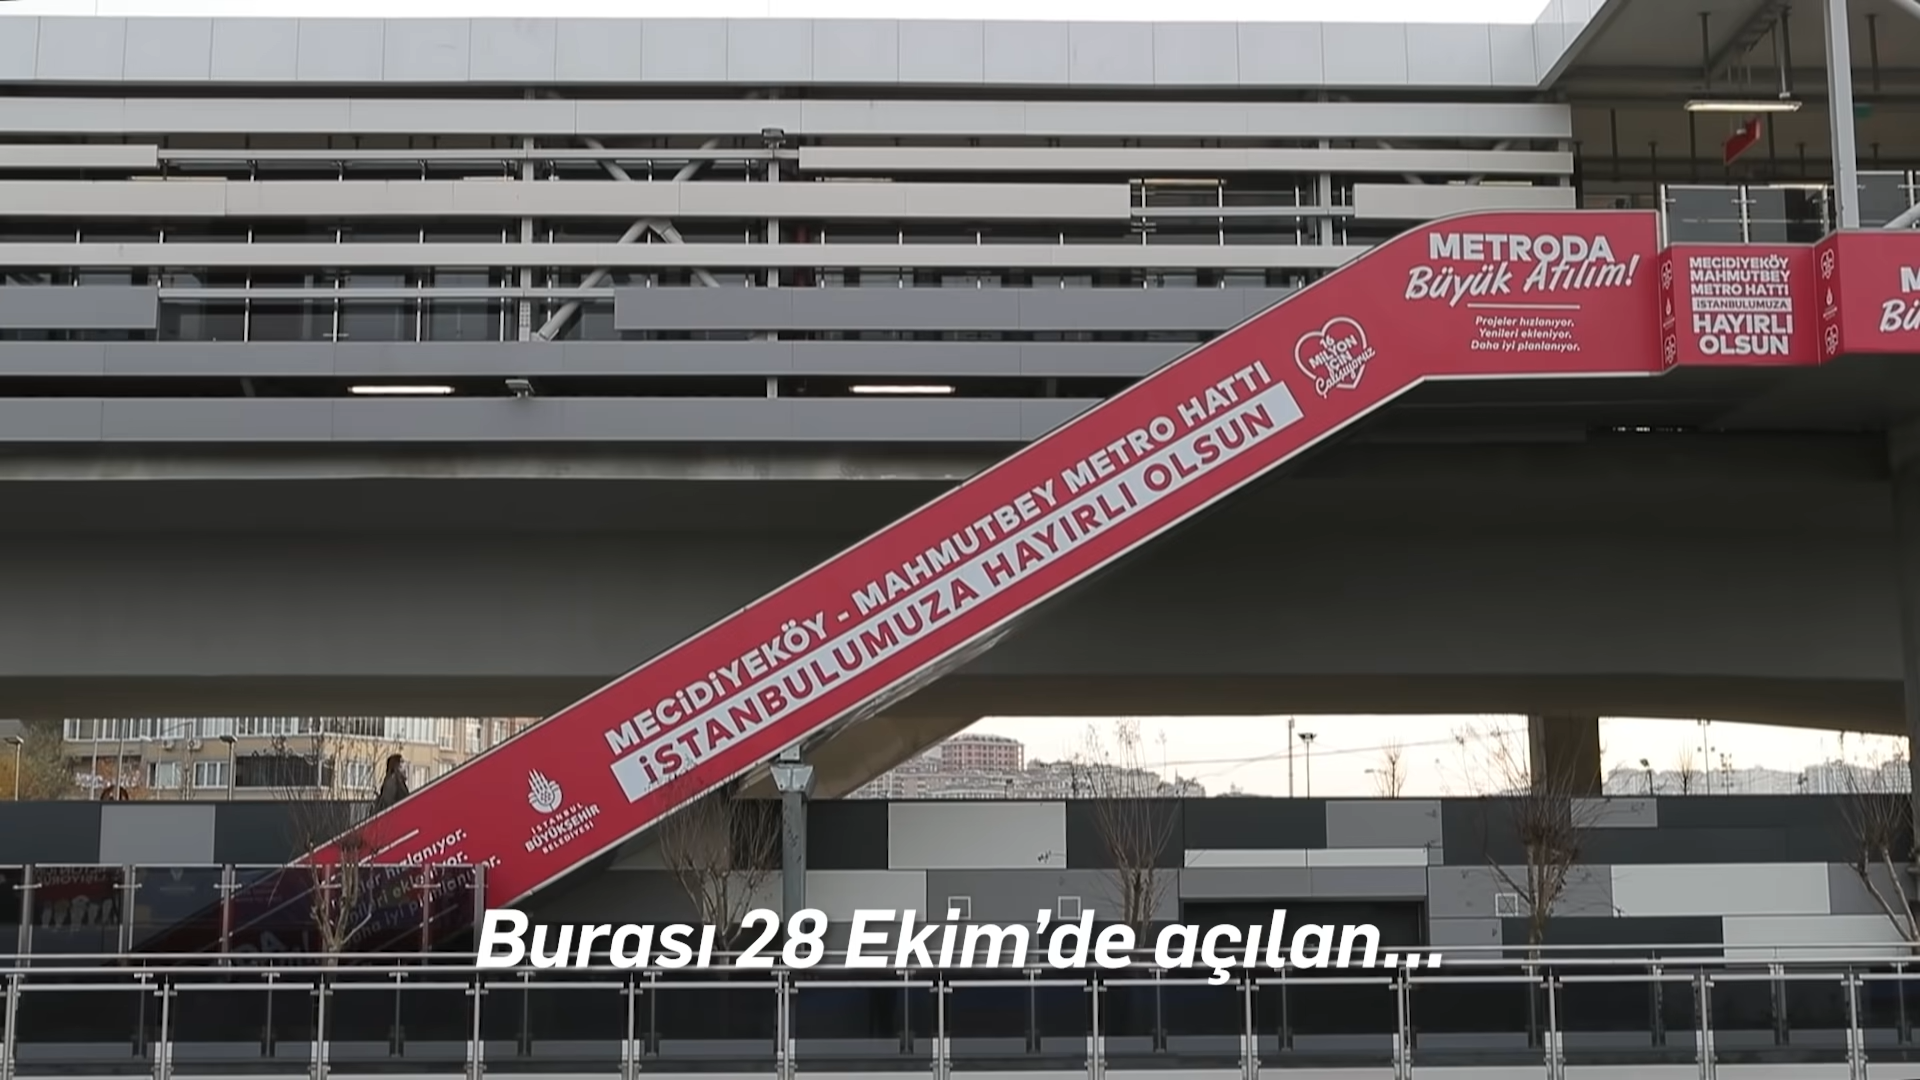 METRODA
Büyük Atılım!
Projeler hızlanıyor.
Yenileri ekleniyor.
Daha iyi planlanıyor.
MECİDİYEKÖY
MAHMUTBEY
METRO HATTI
İSTANBULUMUZA
HAYIRLI
OLSUN
16
MİLYON
İÇİN
Çalışıyoruz
MECİDİYEKÖY - MAHMUTBEY METRO HATTI
İSTANBULUMUZA HAYIRLI OLSUN
İSTANBUL
BÜYÜKŞEHİR
BELEDİYESİ
hızlanıyor.
Burası 28 Ekim’de açılan...